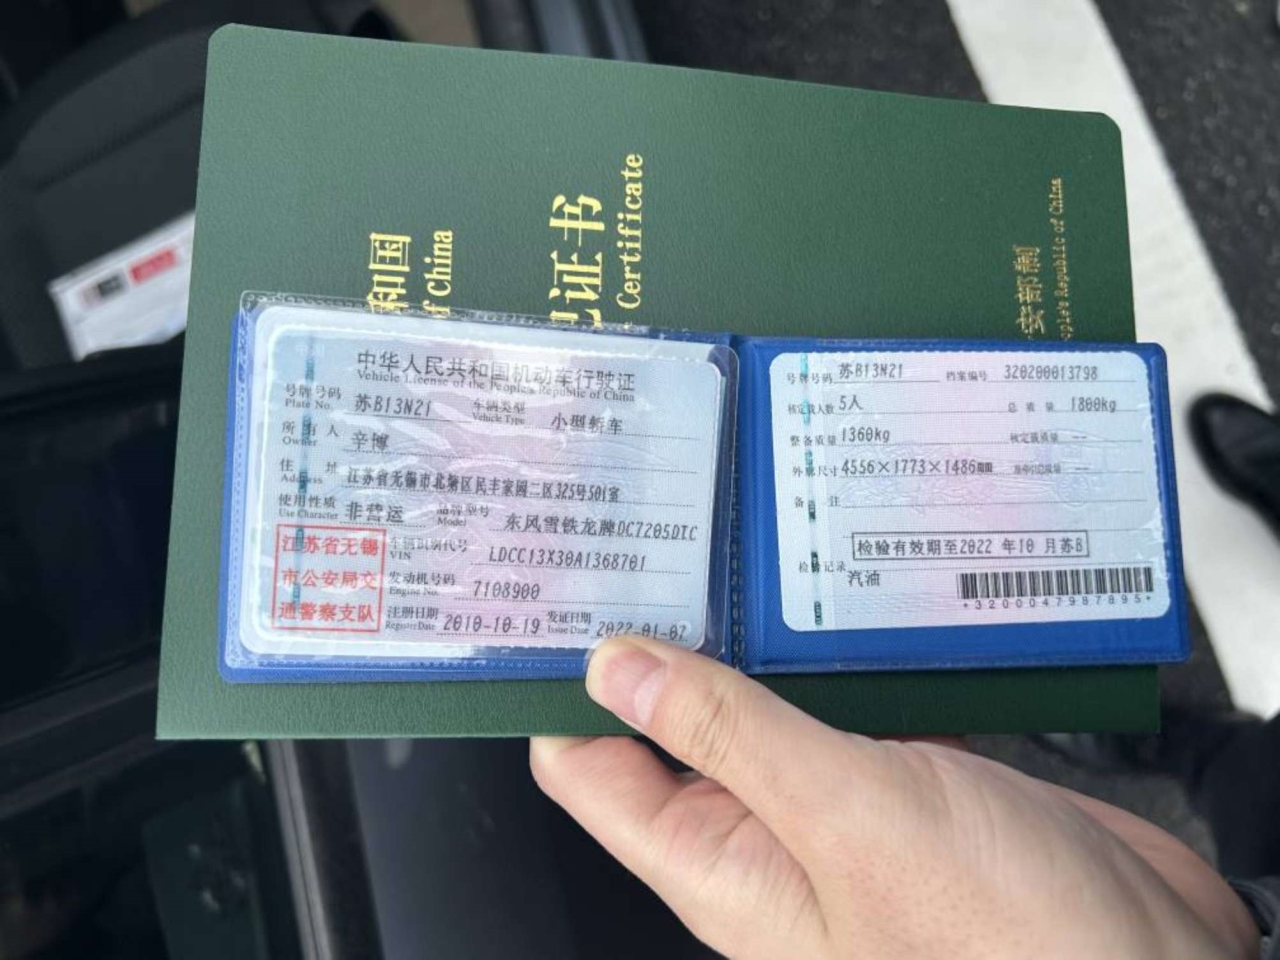 和国
of China
证书
Certificate
安部制
People's Republic of China
中华人民共和国机动车行驶证
Vehicle License of the People's Republic of China
号牌号码 苏B13N21 车辆类型 小型轿车
Plate No. Vehicle Type
所有人 辛博
Owner
住址 江苏省无锡市北塘区民丰家园二区325号501室
Address
使用性质 非营运 品牌型号 东风雪铁龙牌DC7205DTC
Use Character Model
江苏省无锡
市公安局交
通警察支队
车辆识别代号 LDCC13X30A1368701
VIN
发动机号码 7108900
Engine No.
注册日期 2010-10-19 发证日期 2022-01-07
Register Date Issue Date
号牌号码 苏B13N21 档案编号 320200013798
核定载人数 5人 总质量 1800kg
整备质量 1360kg 核定载质量 --
外廓尺寸 4556×1773×1486 --
备注
检验有效期至2022 年10 月苏B
检验记录
汽油
*3200047987895*